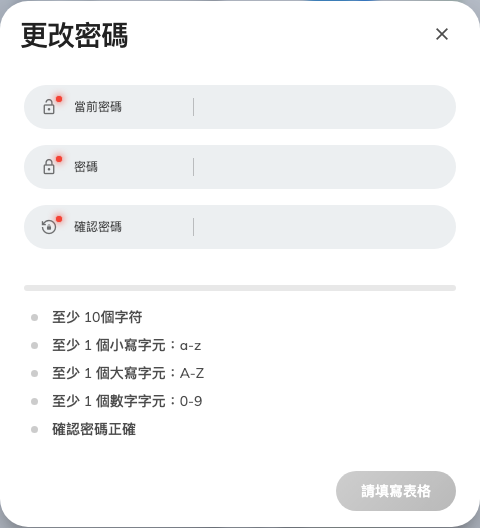 更改密碼
當前密碼
密碼
確認密碼
至少 10個字符
至少 1 個小寫字元：a-z
至少 1 個大寫字元：A-Z
至少 1 個數字字元：0-9
確認密碼正確
請填寫表格